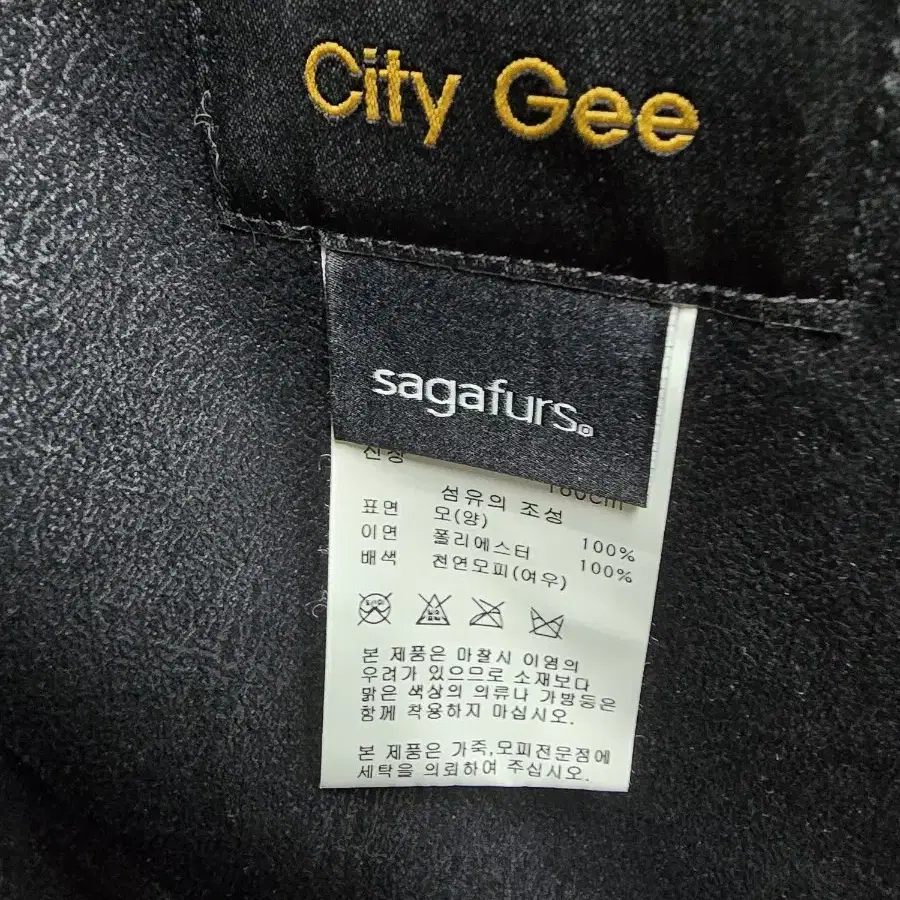 City Gee
sagafurs®
신장 160cm
섬유의 조성
표면 모(양) 100%
이면 폴리에스터 100%
배색 천연모피(여우)
본 제품은 마찰시 이염의
우려가 있으므로 소재보다
맑은 색상의 의류나 가방등은
함께 착용하지 마십시오.
본 제품은 가죽,모피전문점에
세탁을 의뢰하여 주십시오.